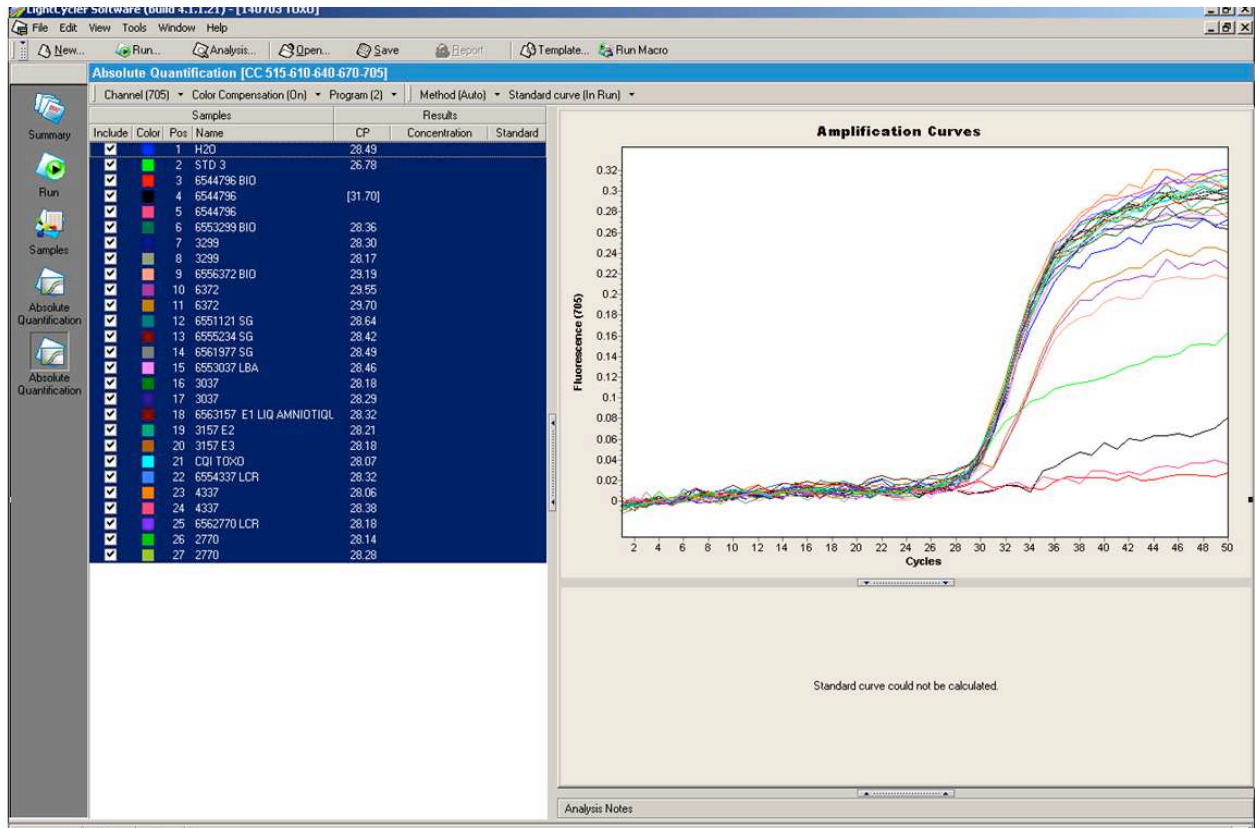 LightCycler Software (build 4.1.1.21) - [140703 TOXO]
File Edit View Tools Window Help
New... Run... Analysis... Open... Save Report Template... Run Macro
Absolute Quantification [CC 515-610-640-670-705]
Channel (705) Color Compensation (On) Program (2) Method (Auto) Standard curve (In Run)
Summary
Run
Samples
Absolute
Quantification
Absolute
Quantification
Samples Results
Include Color Pos Name CP Concentration Standard
1 H2O 28.49
2 STD 3 26.78
3 6544796 BIO
4 6544796 [31.70]
5 6544796
6 6553299 BIO 28.36
7 3299 28.30
8 3299 28.17
9 6556372 BIO 29.19
10 6372 29.55
11 6372 29.70
12 6551121 SG 28.64
13 6555234 SG 28.42
14 6561977 SG 28.49
15 6553037 LBA 28.46
16 3037 28.18
17 3037 28.29
18 6563157 E1 LIQ AMNIOTIQL 28.32
19 3157 E2 28.21
20 3157 E3 28.18
21 CQI TOXO 28.07
22 6554337 LCR 28.32
23 4337 28.06
24 4337 28.38
25 6562770 LCR 28.18
26 2770 28.14
27 2770 28.28
Amplification Curves
Fluorescence (705)
0.32
0.3
0.28
0.26
0.24
0.22
0.2
0.18
0.16
0.14
0.12
0.1
0.08
0.06
0.04
0.02
0
2 4 6 8 10 12 14 16 18 20 22 24 26 28 30 32 34 36 38 40 42 44 46 48 50
Cycles
Standard curve could not be calculated.
Analysis Notes